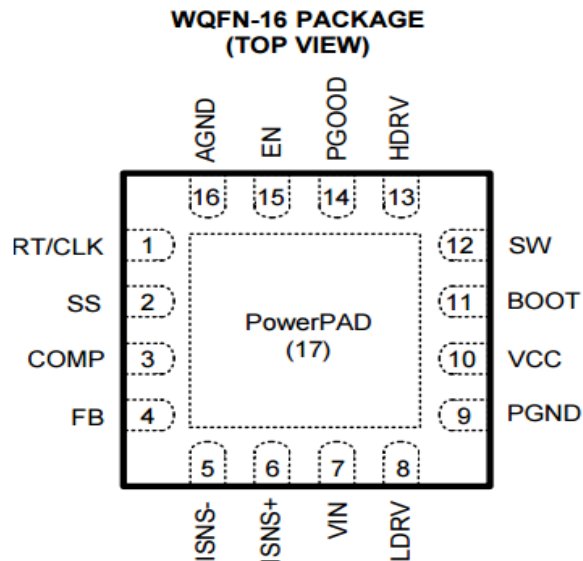 WQFN-16 PACKAGE
(TOP VIEW)
AGND EN PGOOD HDRV
16 15 14 13
RT/CLK 1 12 SW
SS 2 11 BOOT
PowerPAD
(17)
COMP 3 10 VCC
FB 4 9 PGND
5 6 7 8
ISNS- ISNS+ VIN LDRV